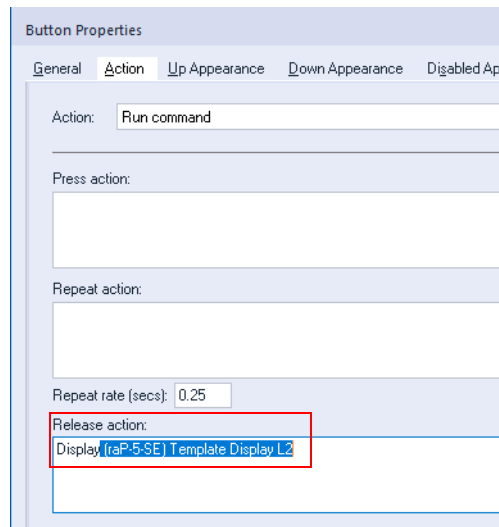 Button Properties
General Action Up Appearance Down Appearance Disabled Ap
Action: Run command
Press action:
Repeat action:
Repeat rate (secs): 0.25
Release action:
Display (raP-5-SE) Template Display L2